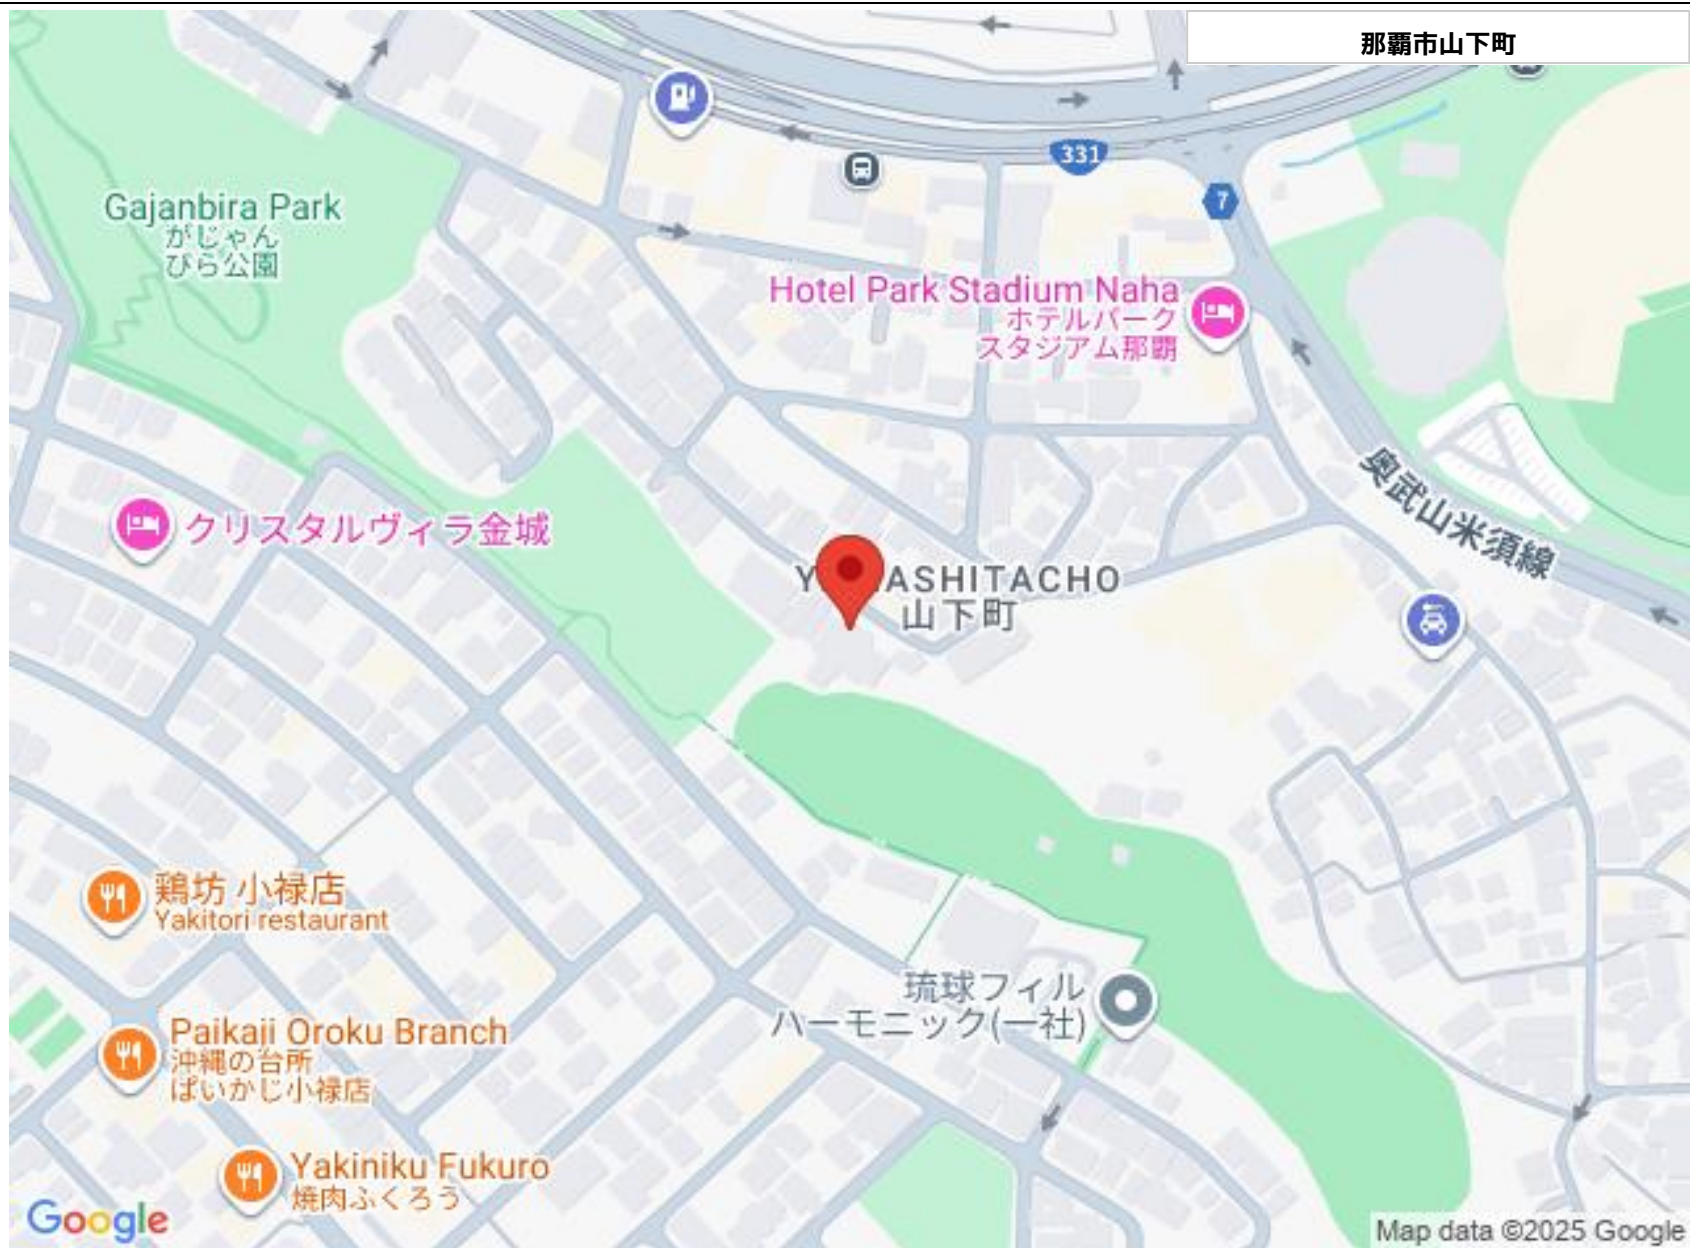 那覇市山下町
331
7
Gajanbira Park
がじゃん
びら公園
Hotel Park Stadium Naha
ホテルパーク
スタジアム那覇
奥武山米須線
クリスタルヴィラ金城
Y ASHITACHO
山下町
鶏坊 小禄店
Yakitori restaurant
琉球フィル
ハーモニック(一社)
Paikaji Oroku Branch
沖縄の台所
ぱいかじ小禄店
Yakiniku Fukuro
焼肉ふくろう
Google
Map data ©2025 Google